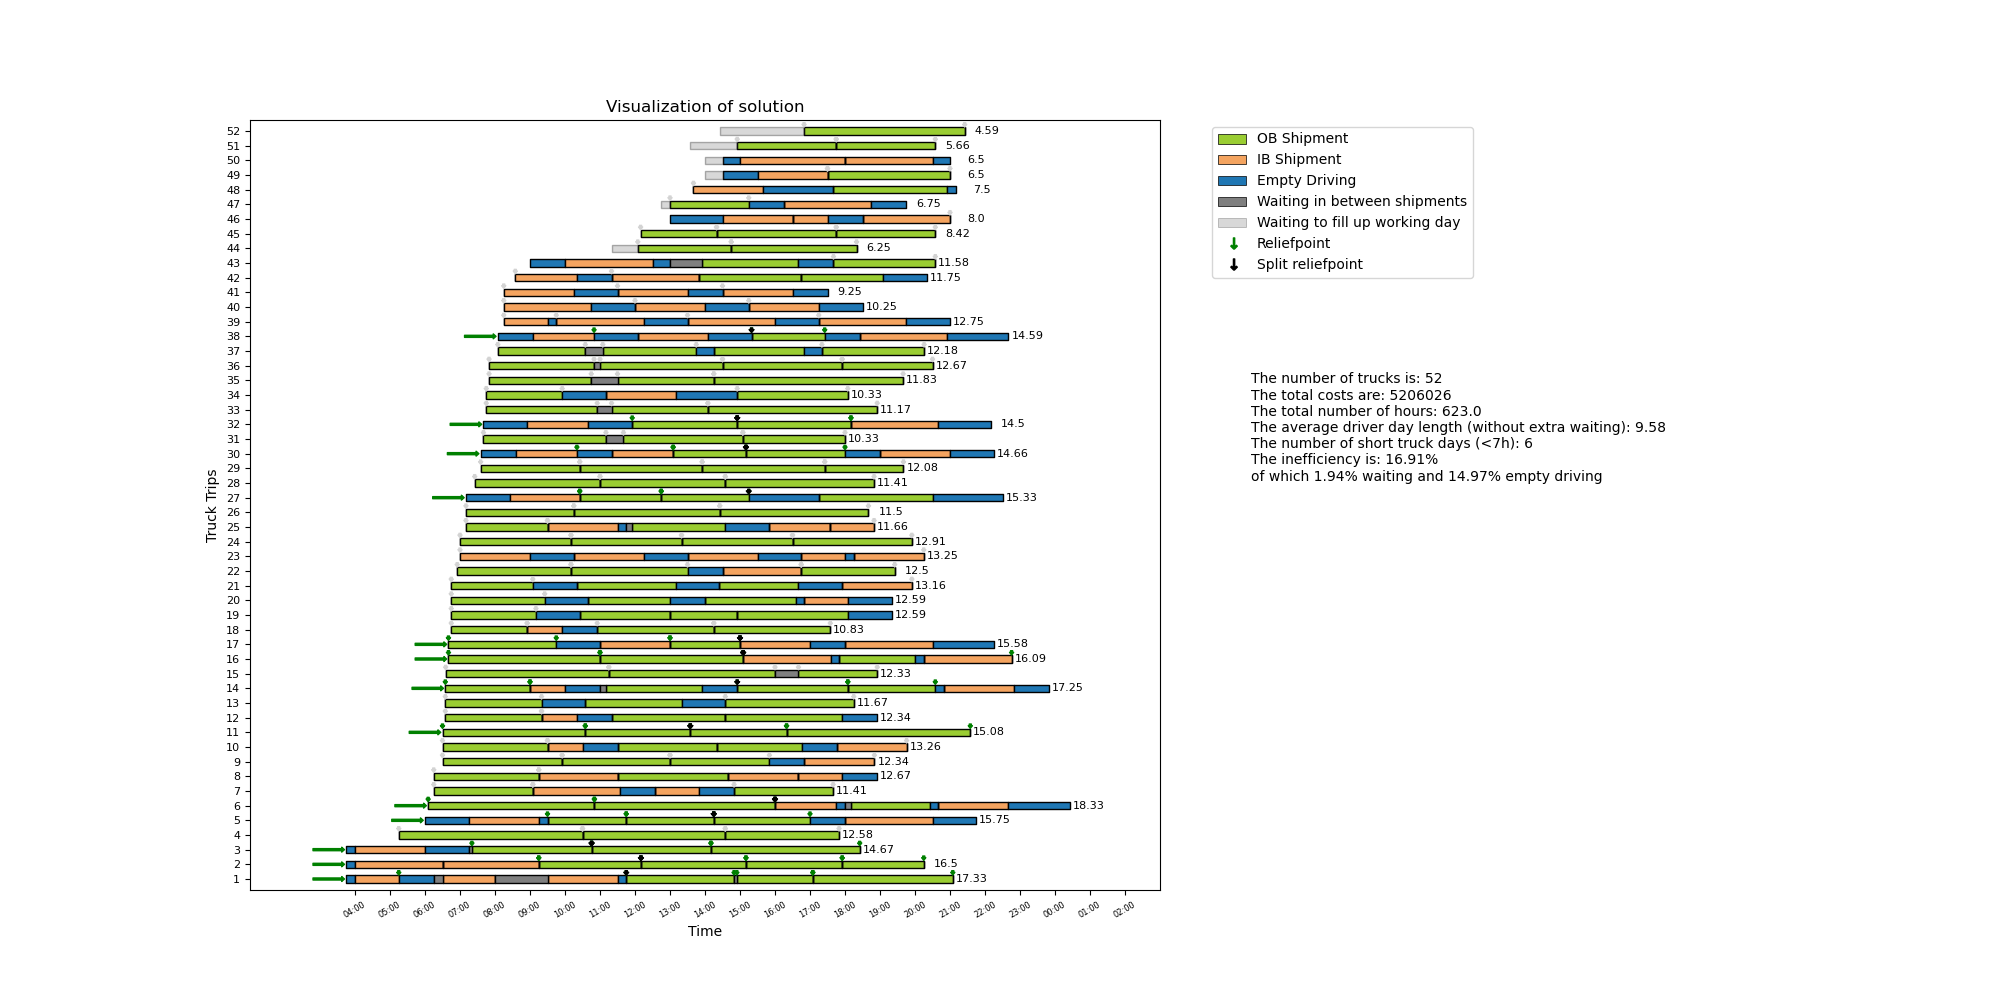 Visualization of solution
52 4.59
51 5.66
50 6.5
49 6.5
48 7.5
47 6.75
46 8.0
45 8.42
44 6.25
43 11.58
42 11.75
41 9.25
40 10.25
39 12.75
38 14.59
37 12.18
36 12.67
35 11.83
34 10.33
33 11.17
32 14.5
31 10.33
30 14.66
29 12.08
28 11.41
27 15.33
26 11.5
25 11.66
24 12.91
23 13.25
22 12.5
21 13.16
20 12.59
19 12.59
18 10.83
17 15.58
16 16.09
15 12.33
14 17.25
13 11.67
12 12.34
11 15.08
10 13.26
9 12.34
8 12.67
7 11.41
6 18.33
5 15.75
4 12.58
3 14.67
2 16.5
1 17.33
Truck Trips
04:00 05:00 06:00 07:00 08:00 09:00 10:00 11:00 12:00 13:00 14:00 15:00 16:00 17:00 18:00 19:00 20:00 21:00 22:00 23:00 00:00 01:00 02:00
Time
OB Shipment
IB Shipment
Empty Driving
Waiting in between shipments
Waiting to fill up working day
Reliefpoint
Split reliefpoint
The number of trucks is: 52
The total costs are: 5206026
The total number of hours: 623.0
The average driver day length (without extra waiting): 9.58
The number of short truck days (<7h): 6
The inefficiency is: 16.91%
of which 1.94% waiting and 14.97% empty driving